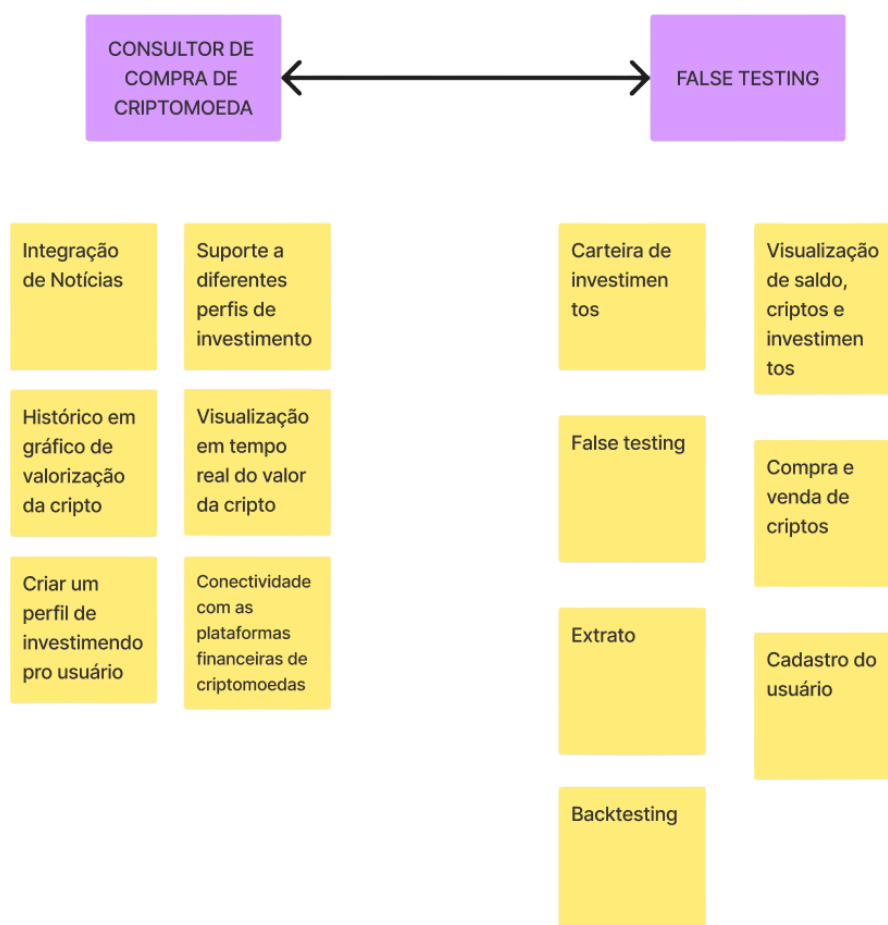 CONSULTOR DE
COMPRA DE
CRIPTOMOEDA
FALSE TESTING
Integração
de Notícias
Suporte a
diferentes
perfis de
investimento
Histórico em
gráfico de
valorização
da cripto
Visualização
em tempo
real do valor
da cripto
Criar um
perfil de
investimendo
pro usuário
Conectividade
com as
plataformas
financeiras de
criptomoedas
Carteira de
investimen
tos
Visualização
de saldo,
criptos e
investimen
tos
False testing
Compra e
venda de
criptos
Extrato
Cadastro do
usuário
Backtesting